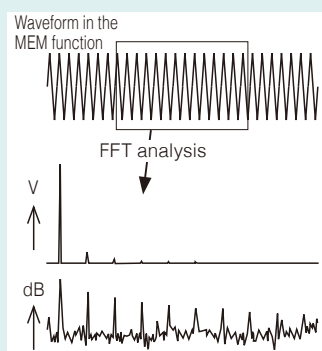 Waveform in the
MEM function
FFT analysis
V
dB